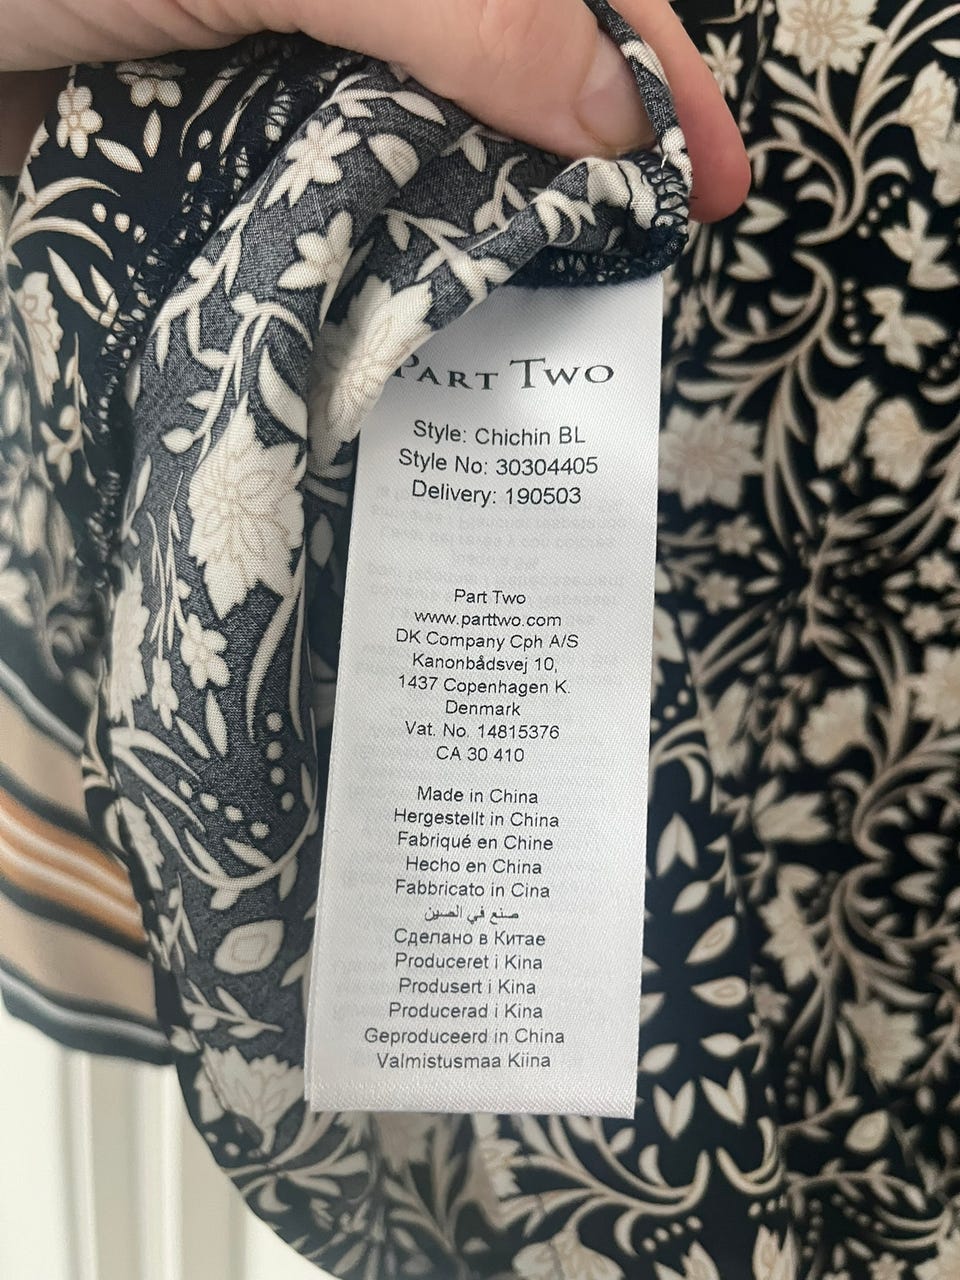 PART TWO
Style: Chichin BL
Style No: 30304405
Delivery: 190503
Part Two
www.parttwo.com
DK Company Cph A/S
Kanonbådsvej 10,
1437 Copenhagen K.
Denmark
Vat. No. 14815376
CA 30 410
Made in China
Hergestellt in China
Fabriqué en Chine
Hecho en China
Fabbricato in Cina
صنع في الصين
Сделано в Китае
Produceret i Kina
Produsert i Kina
Producerad i Kina
Geproduceerd in China
Valmistusmaa Kiina